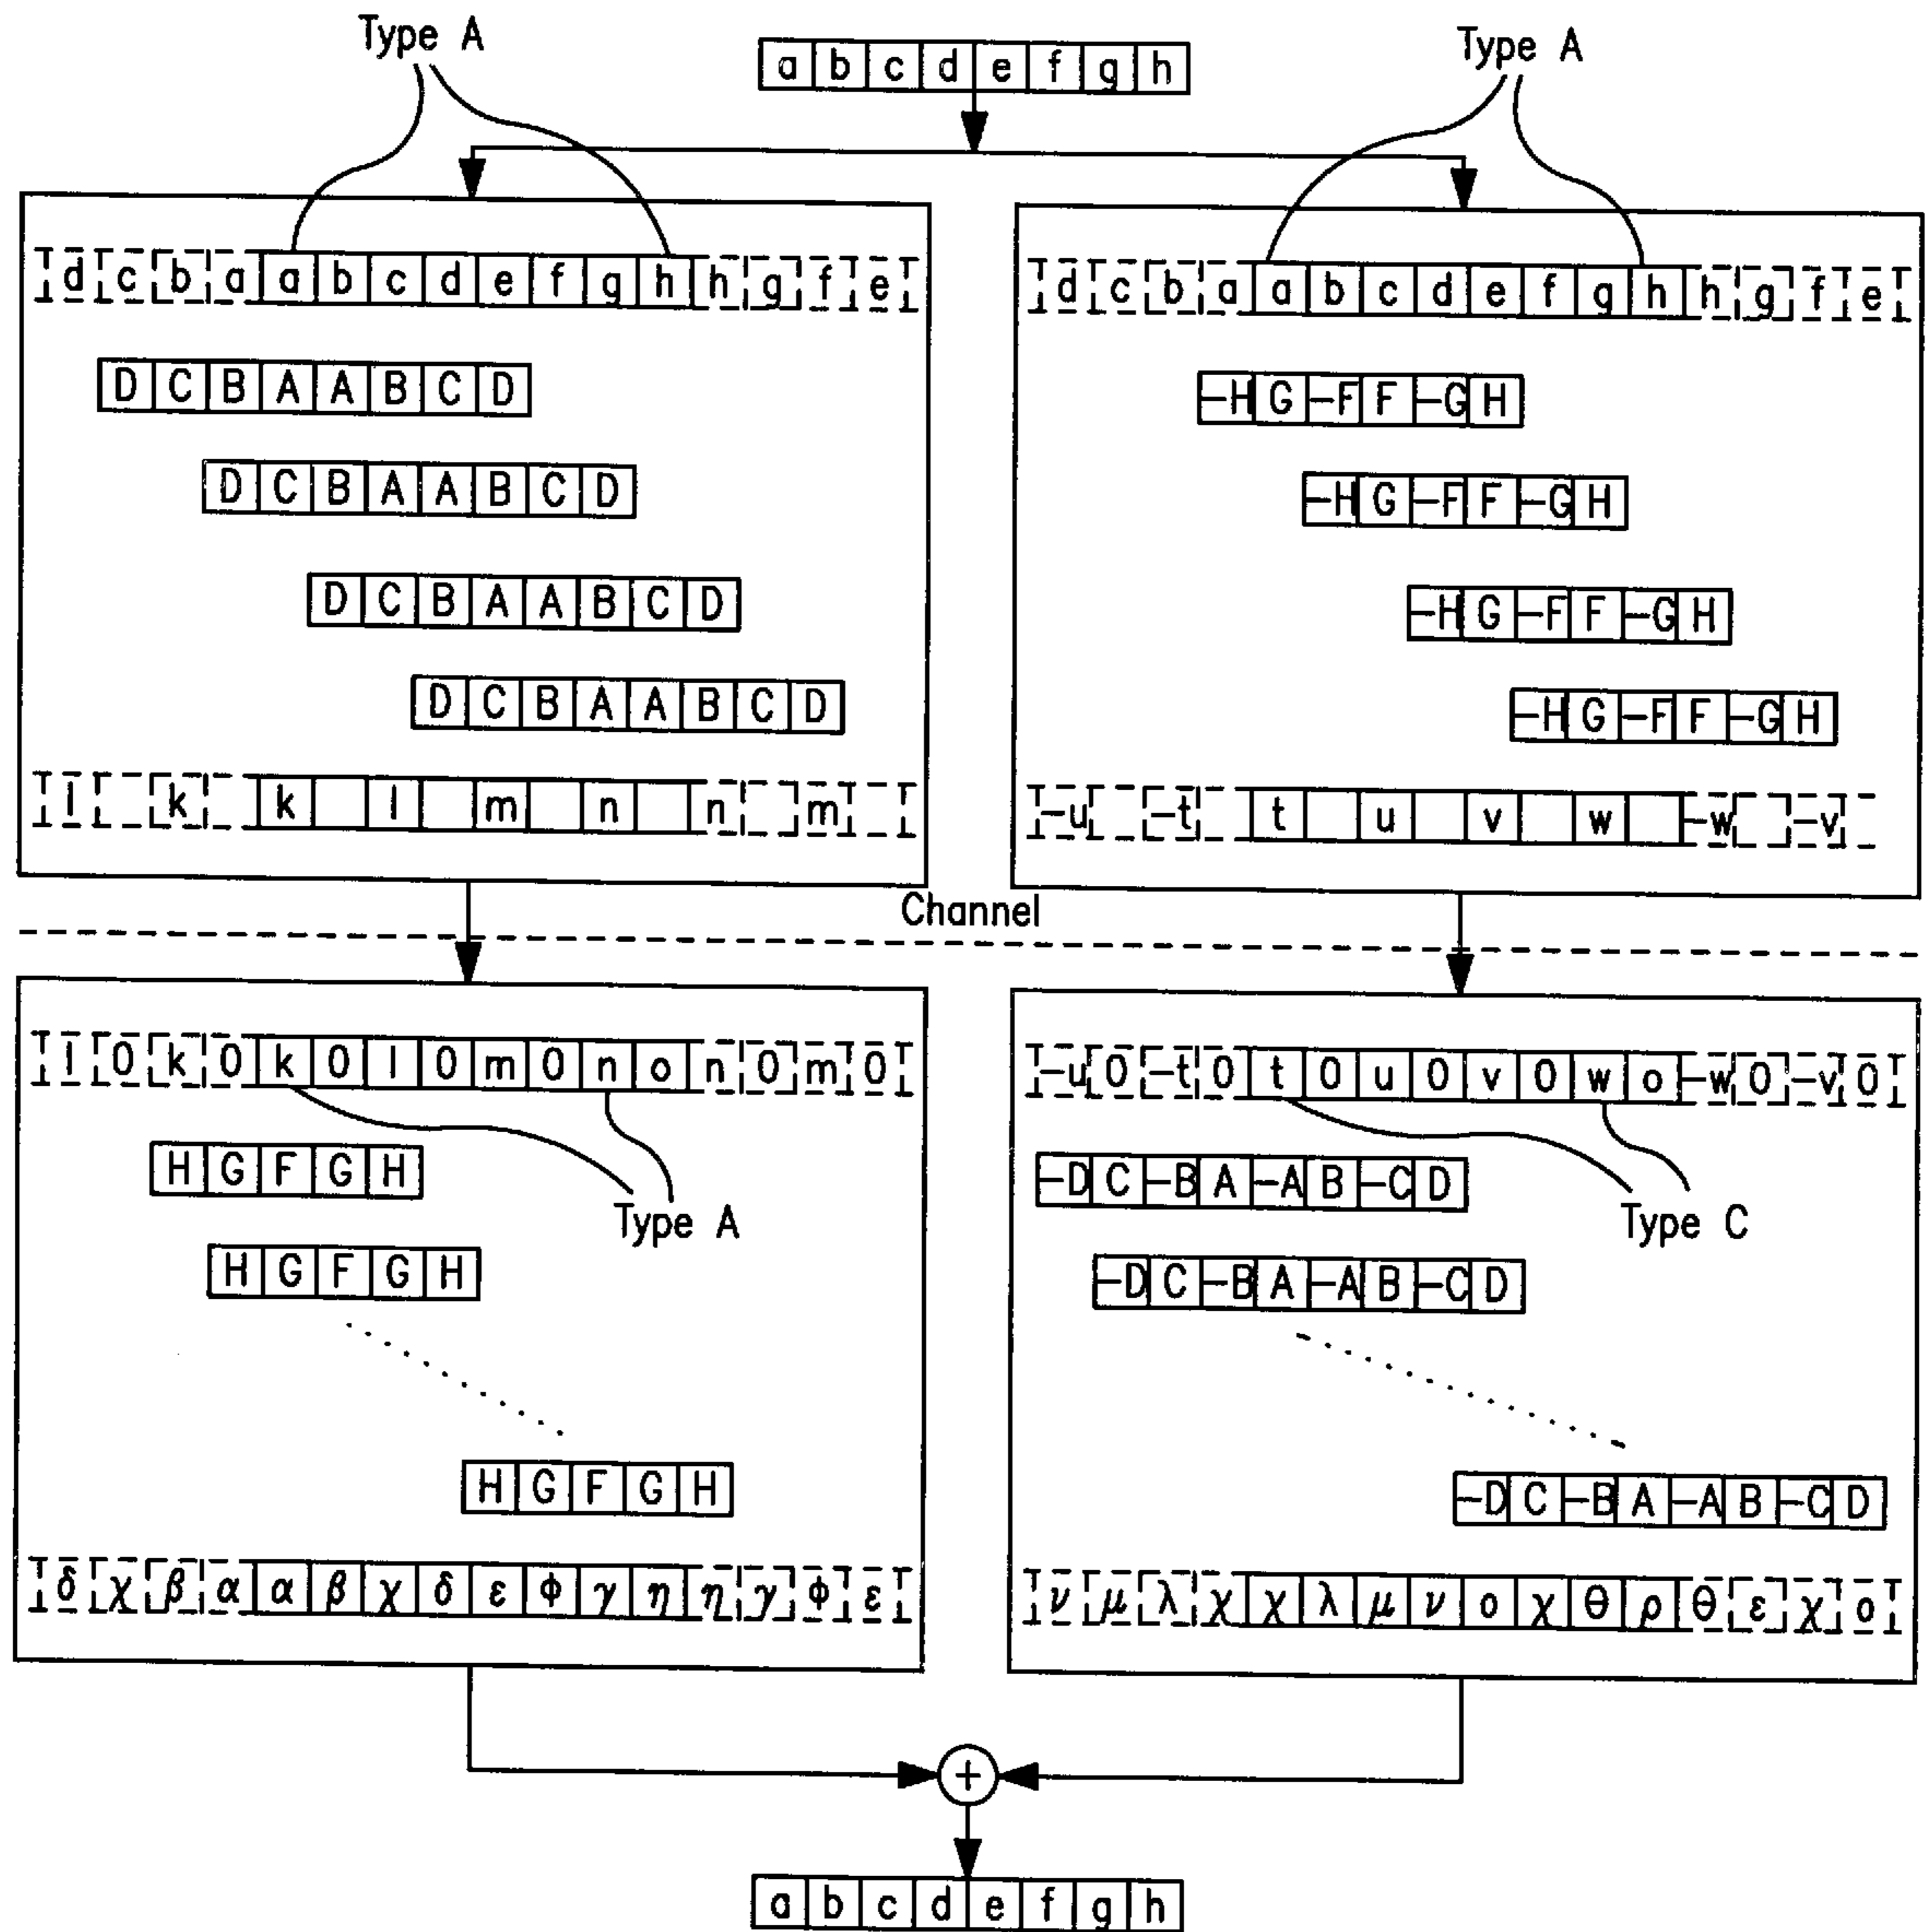 Type A
a b c d e f g h
Type A
d c b a a b c d e f g h h g f e
d c b a a b c d e f g h h g f e
D C B A A B C D
-H G -F F -G H
D C B A A B C D
-H G -F F -G H
D C B A A B C D
-H G -F F -G H
D C B A A B C D
-H G -F F -G H
l k k l m n n m
-u -t t u v w -w -v
Channel
l 0 k 0 k 0 l 0 m 0 n o n 0 m 0
-u 0 -t 0 t 0 u 0 v 0 w o -w 0 -v 0
H G F G H
-D C -B A -A B -C D
Type A
Type C
H G F G H
-D C -B A -A B -C D
H G F G H
-D C -B A -A B -C D
δ χ β α α β χ δ ε φ γ η η γ φ ε
ν μ λ χ χ λ μ ν ο χ θ ρ θ ε χ ο
+
a b c d e f g h